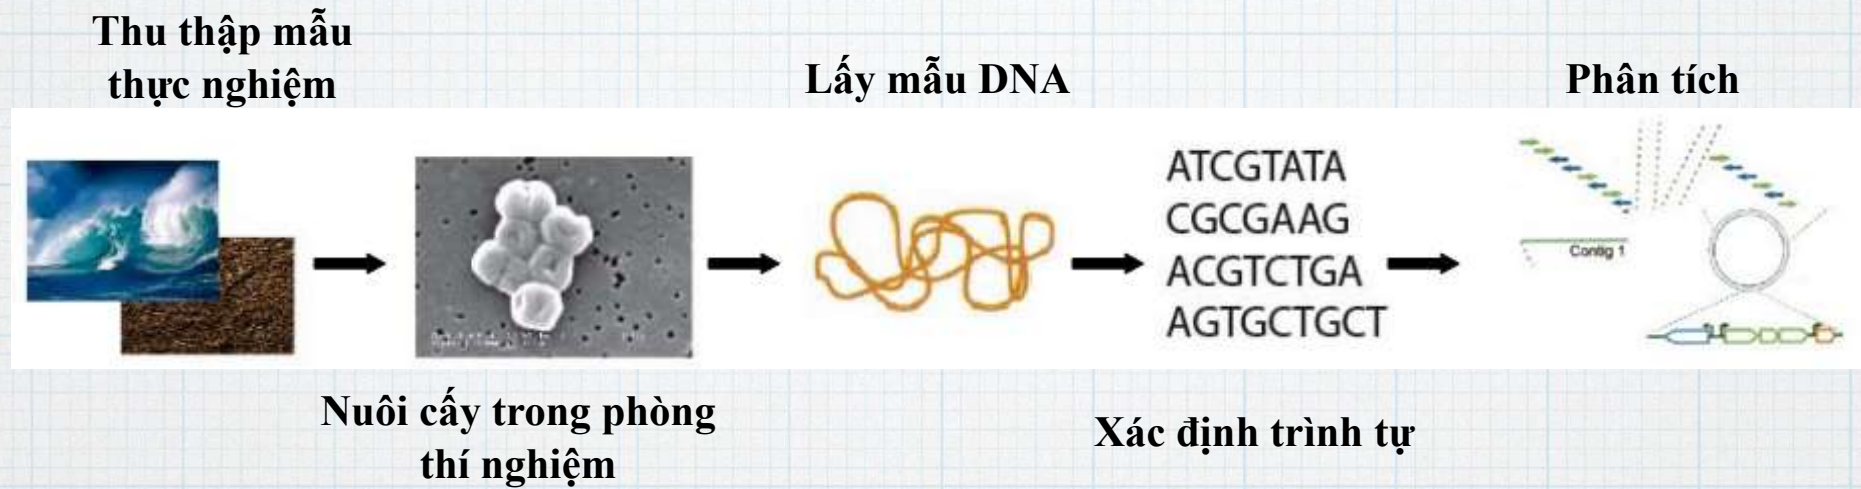 Thu thập mẫu
thực nghiệm
Lấy mẫu DNA
Phân tích
ATCGTATA
CGCGAAG
ACGTCTGA
AGTGCTGCT
Contig 1
Nuôi cấy trong phòng
thí nghiệm
Xác định trình tự